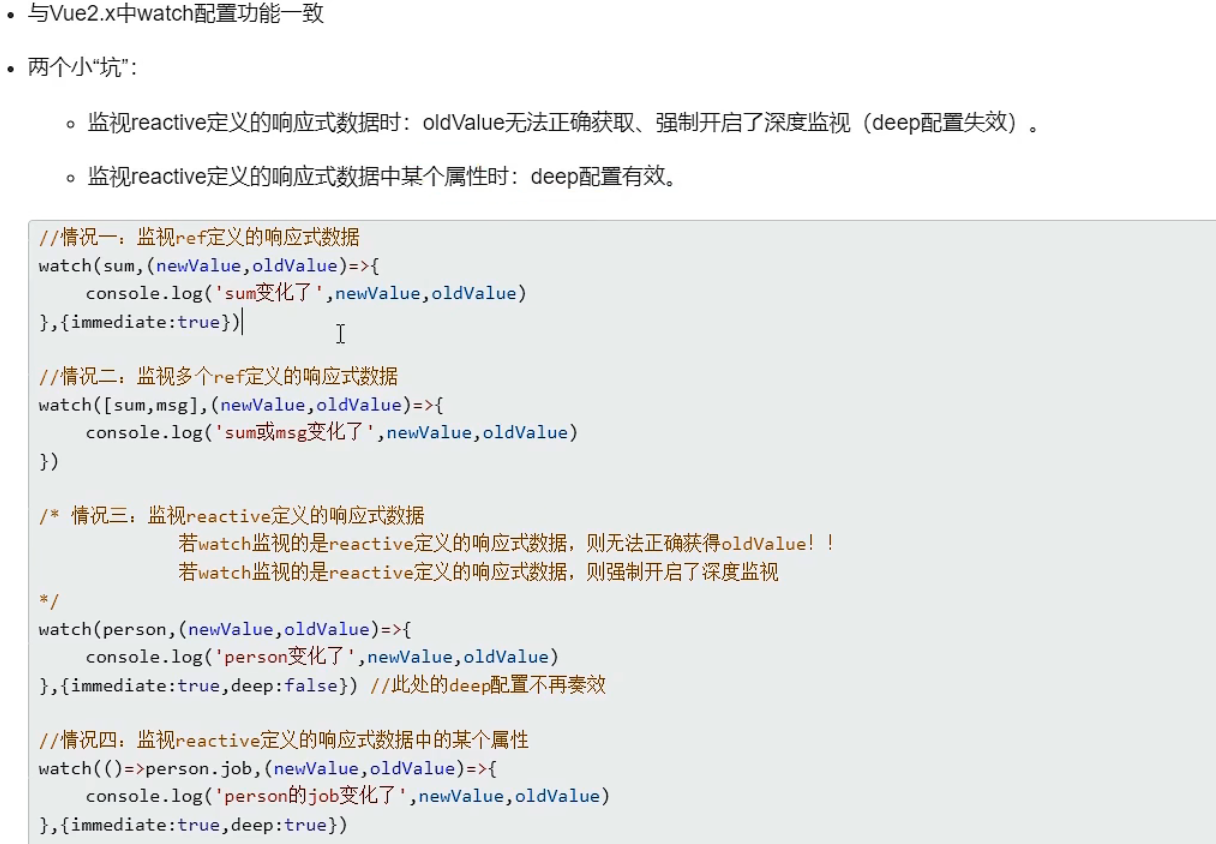 与Vue2.x中watch配置功能一致
两个小“坑”：
监视reactive定义的响应式数据时：oldValue无法正确获取、强制开启了深度监视（deep配置失效）。
监视reactive定义的响应式数据中某个属性时：deep配置有效。
//情况一：监视ref定义的响应式数据
watch(sum,(newValue,oldValue)=>{
    console.log('sum变化了',newValue,oldValue)
},{immediate:true})
//情况二：监视多个ref定义的响应式数据
watch([sum,msg],(newValue,oldValue)=>{
    console.log('sum或msg变化了',newValue,oldValue)
})
/* 情况三：监视reactive定义的响应式数据
            若watch监视的是reactive定义的响应式数据，则无法正确获得oldValue！！
            若watch监视的是reactive定义的响应式数据，则强制开启了深度监视
*/
watch(person,(newValue,oldValue)=>{
    console.log('person变化了',newValue,oldValue)
},{immediate:true,deep:false}) //此处的deep配置不再奏效
//情况四：监视reactive定义的响应式数据中的某个属性
watch(()=>person.job,(newValue,oldValue)=>{
    console.log('person的job变化了',newValue,oldValue)
},{immediate:true,deep:true})